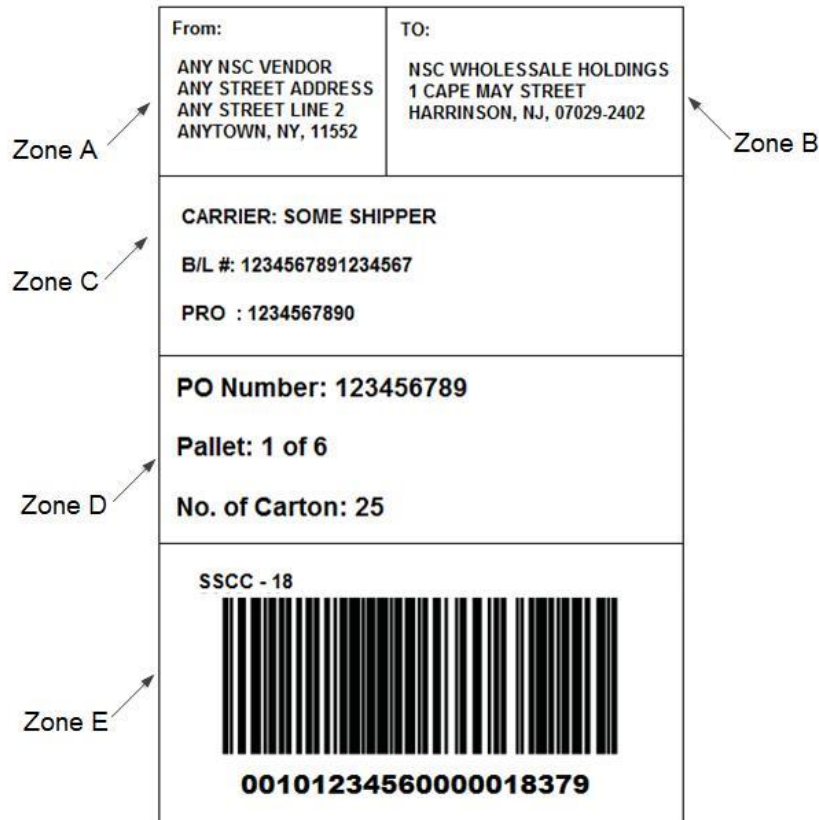 From:
ANY NSC VENDOR
ANY STREET ADDRESS
ANY STREET LINE 2
ANYTOWN, NY, 11552
TO:
NSC WHOLESSALE HOLDINGS
1 CAPE MAY STREET
HARRINSON, NJ, 07029-2402
Zone A
Zone B
CARRIER: SOME SHIPPER
B/L #: 1234567891234567
PRO : 1234567890
Zone C
PO Number: 123456789
Pallet: 1 of 6
No. of Carton: 25
Zone D
SSCC - 18
00101234560000018379
Zone E